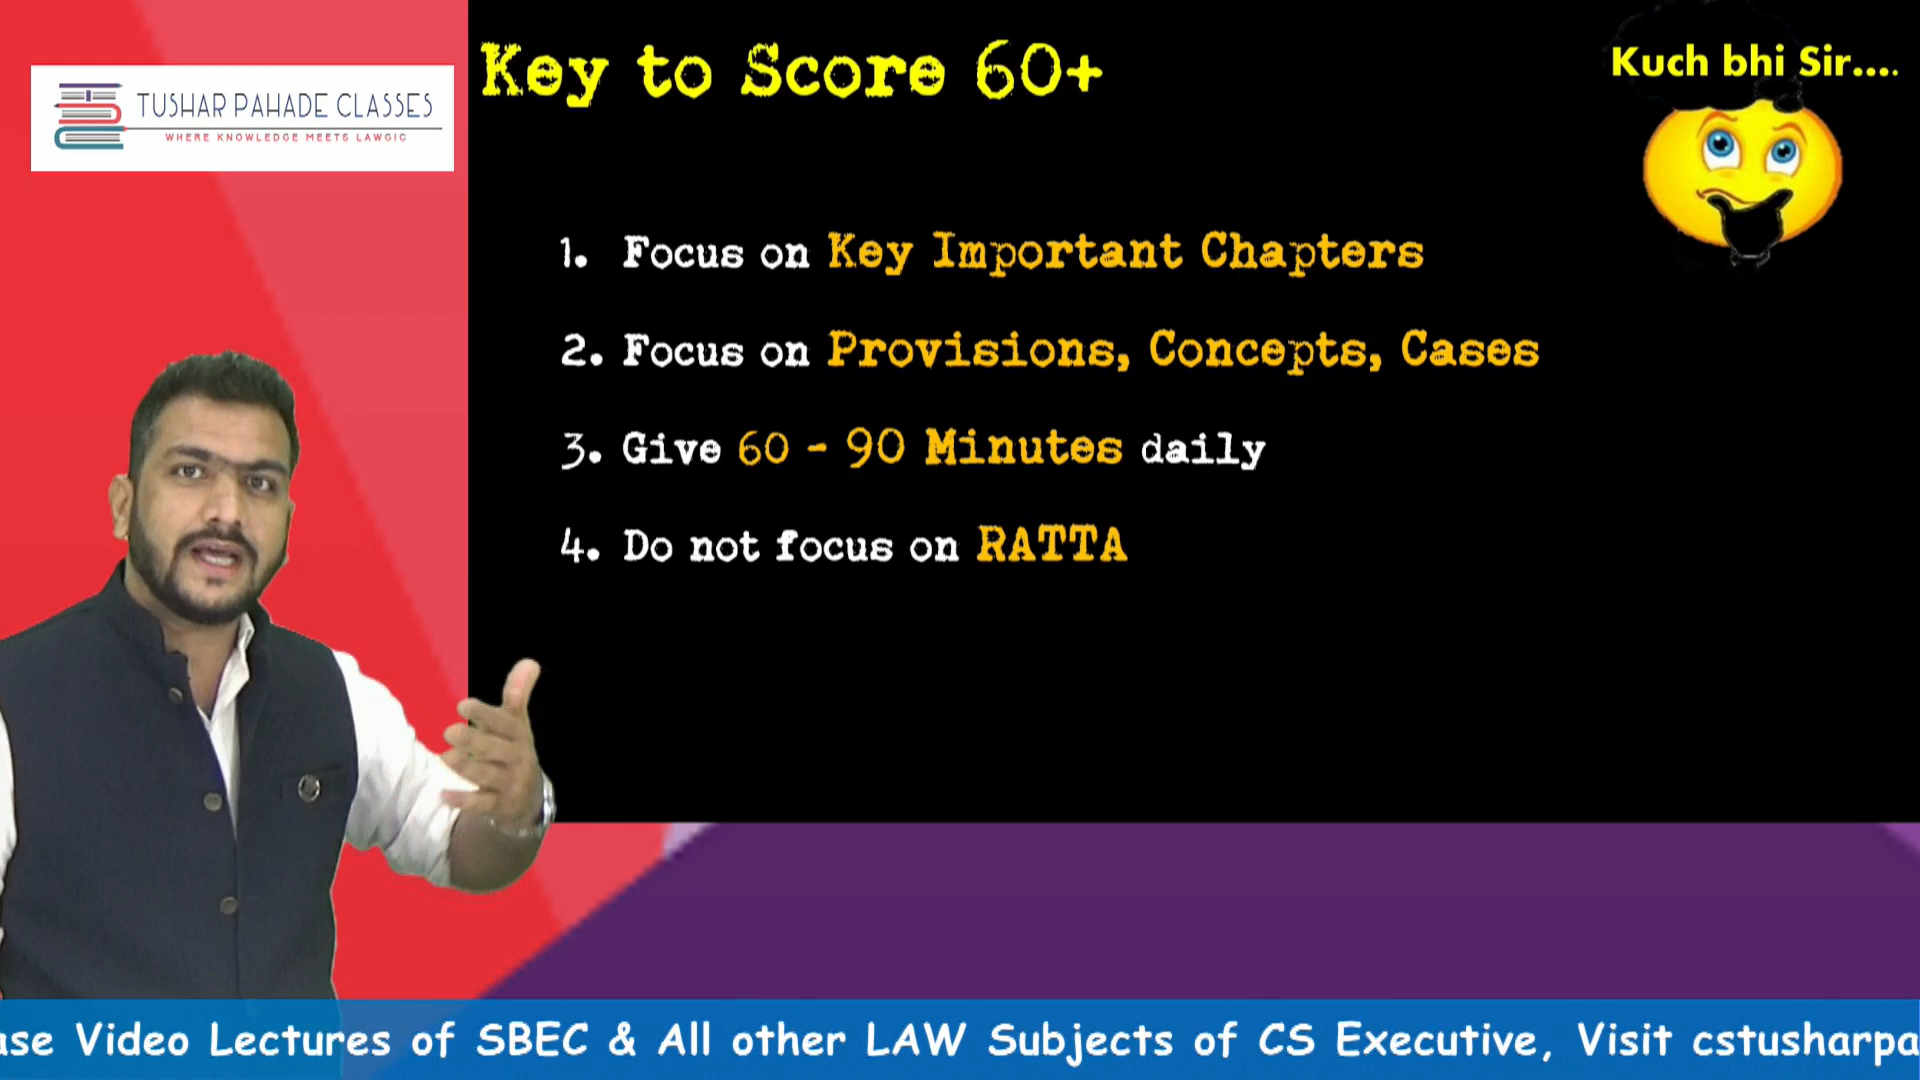 TUSHAR PAHADE CLASSES
WHERE KNOWLEDGE MEETS LAWGIC
Key to Score 60+
Kuch bhi Sir....
1. Focus on Key Important Chapters
2. Focus on Provisions, Concepts, Cases
3. Give 60 - 90 Minutes daily
4. Do not focus on RATTA
Video Lectures of SBEC & All other LAW Subjects of CS Executive, Visit cstusharpa